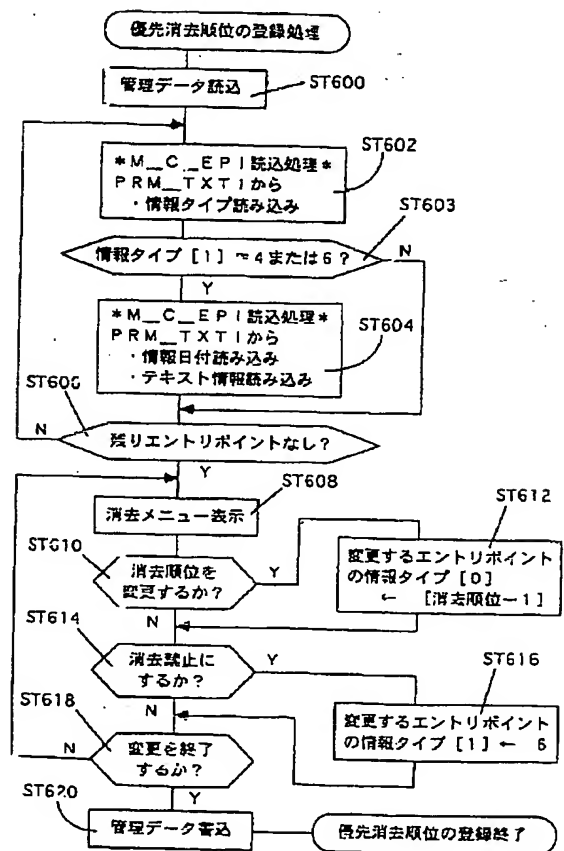 優先消去順位の登録処理
管理データ読込
ST600
ST602
*M__C__EPI読込処理*
PRM__TXTIから
・情報タイプ読み込み
ST603
情報タイプ[1]=4または6?
N
Y
*M__C__EPI読込処理*
PRM__TXTIから
・情報日付読み込み
・テキスト情報読み込み
ST604
ST606
N
残りエントリポイントなし?
Y
ST608
消去メニュー表示
ST610
消去順位を
変更するか?
Y
N
ST612
変更するエントリポイント
の情報タイプ[0]
← [消去順位-1]
ST614
消去禁止に
するか?
Y
N
ST616
変更するエントリポイント
の情報タイプ[1]← 6
ST618
N
変更を終了
するか?
Y
ST620
管理データ書込
優先消去順位の登録終了